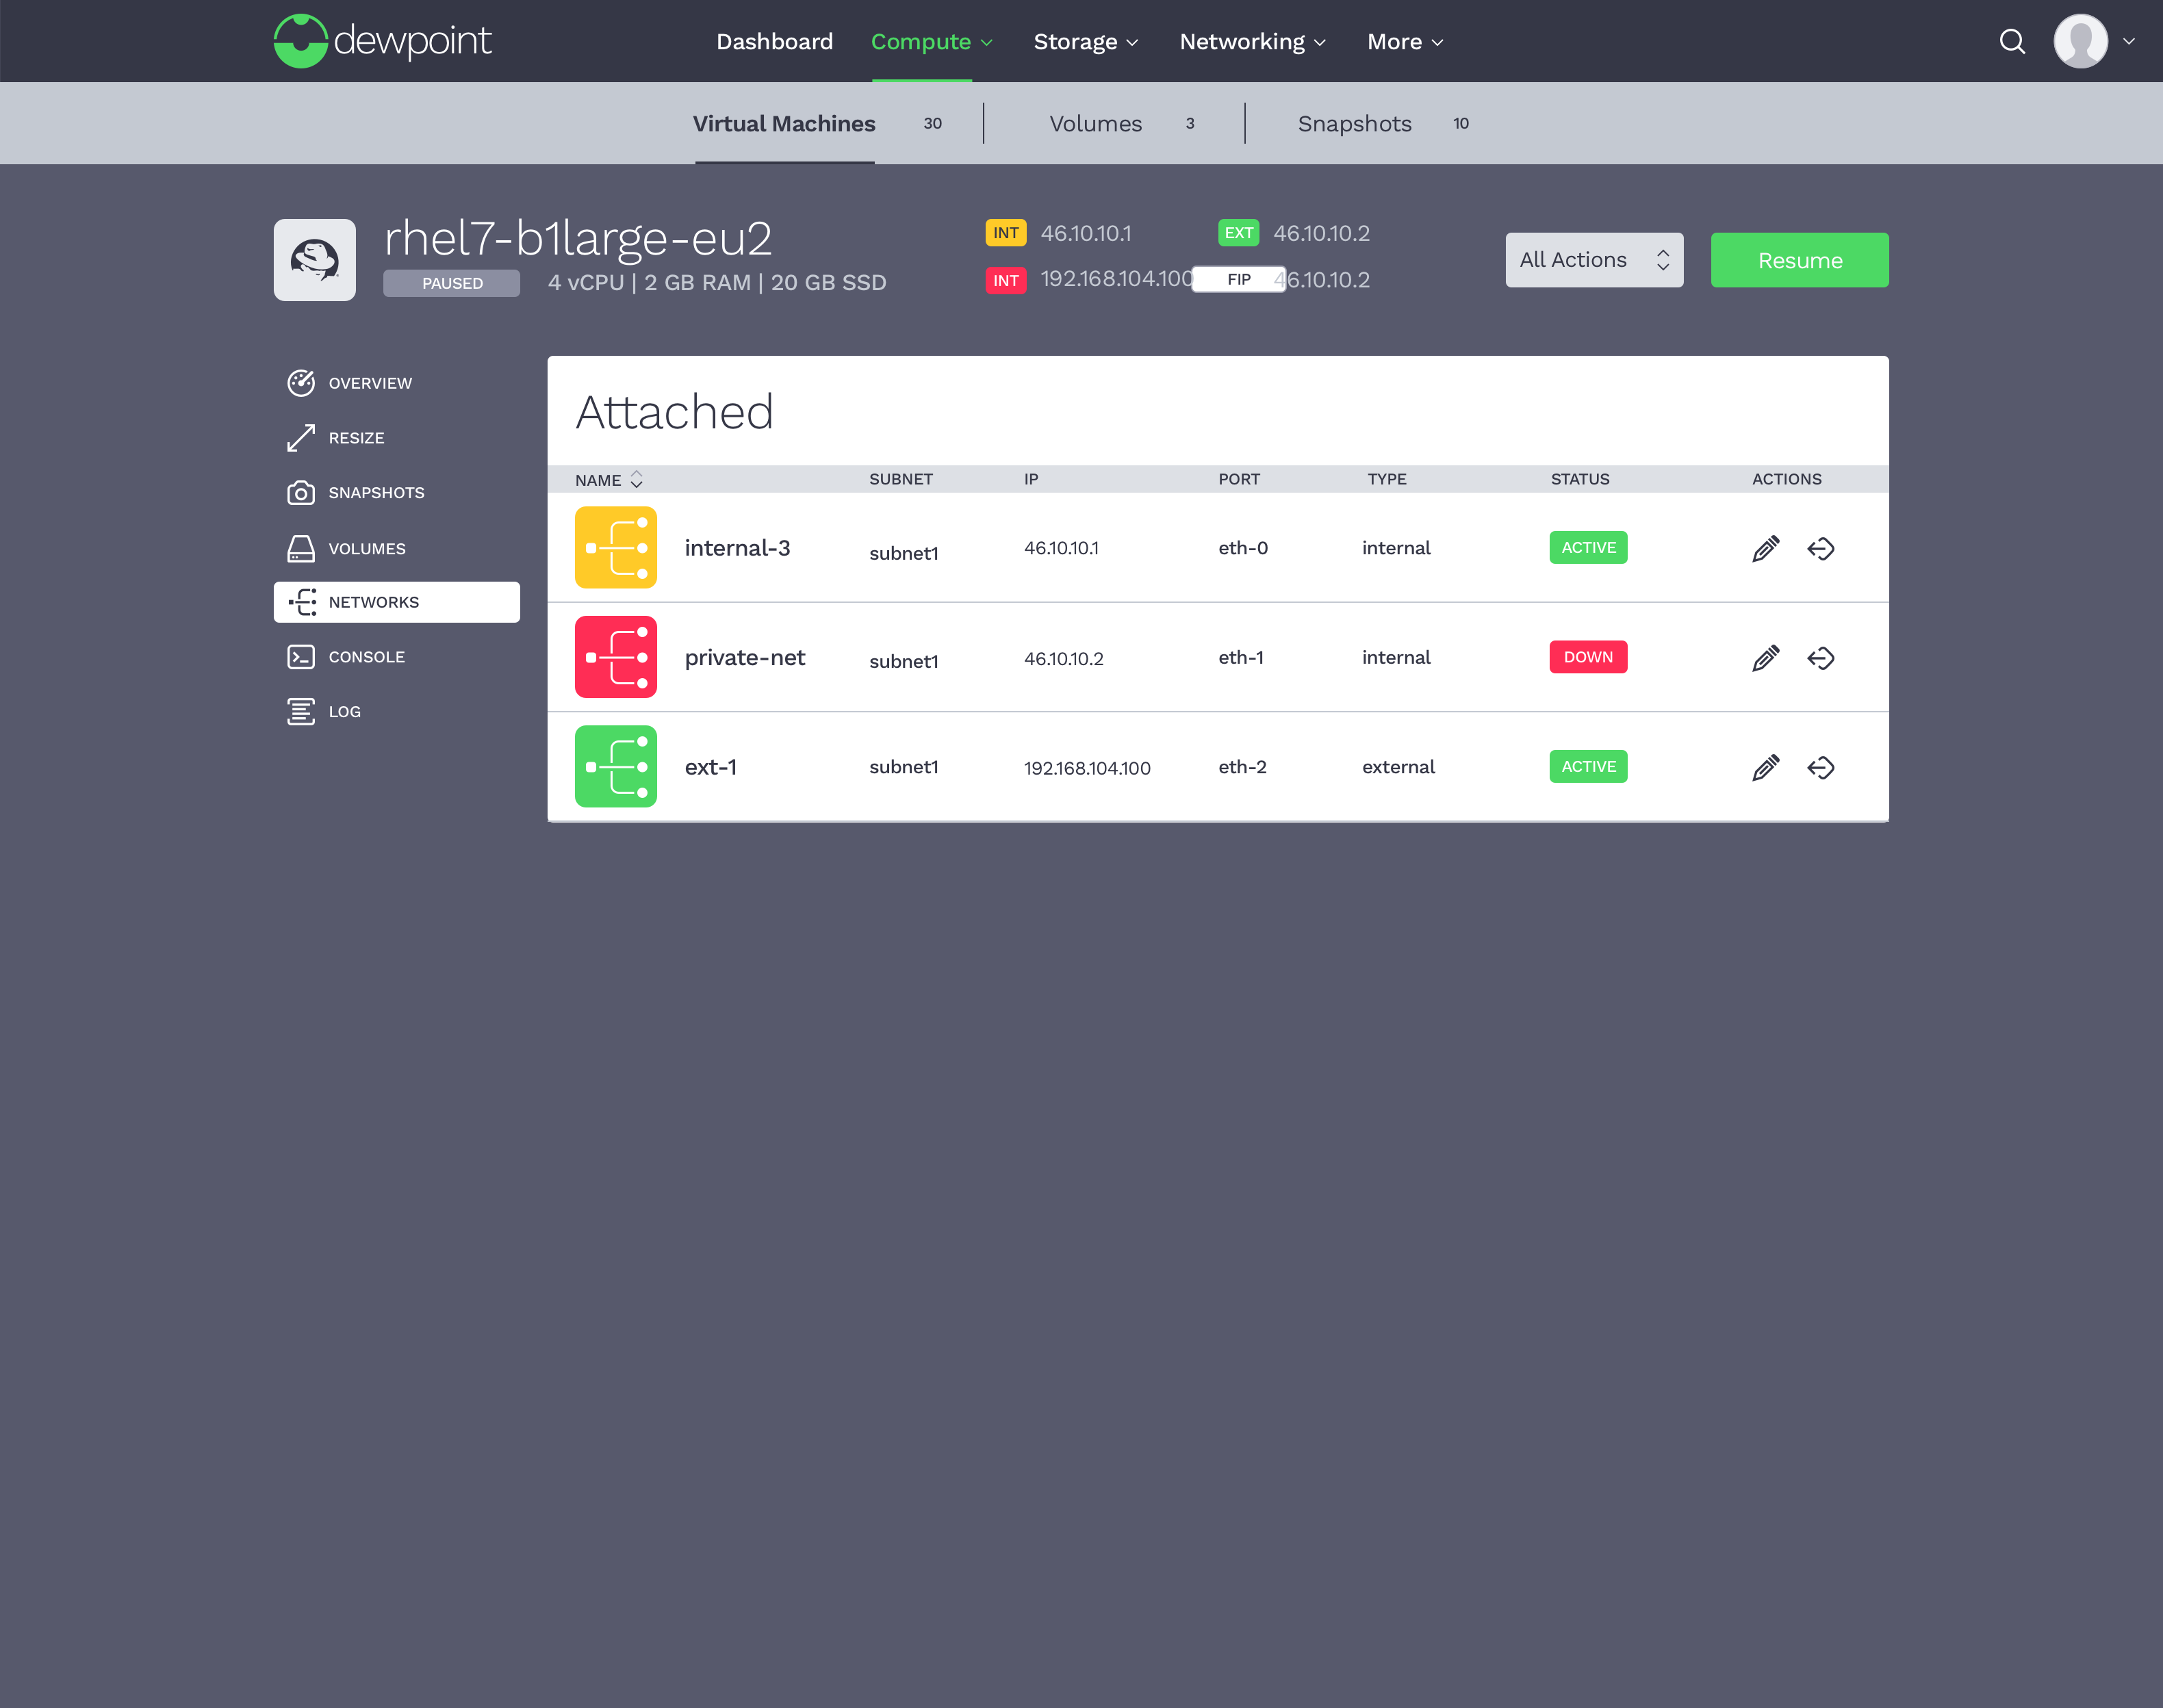 dewpoint
Dashboard Compute Storage Networking More
Virtual Machines 30 Volumes 3 Snapshots 10
rhel7-b1large-eu2
PAUSED 4 vCPU | 2 GB RAM | 20 GB SSD
INT 46.10.10.1 EXT 46.10.10.2
INT 192.168.104.100 FIP 46.10.10.2
All Actions
Resume
OVERVIEW
RESIZE
SNAPSHOTS
VOLUMES
NETWORKS
CONSOLE
LOG
Attached
NAME SUBNET IP PORT TYPE STATUS ACTIONS
internal-3 subnet1 46.10.10.1 eth-0 internal ACTIVE
private-net subnet1 46.10.10.2 eth-1 internal DOWN
ext-1 subnet1 192.168.104.100 eth-2 external ACTIVE